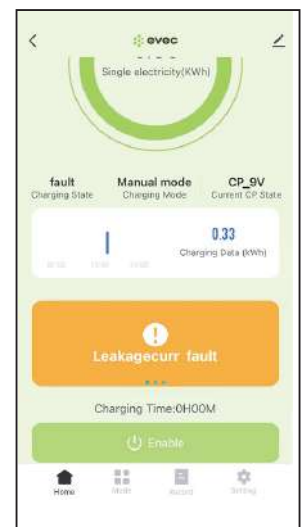 evec
Single electricity(KWh)
fault Manual mode CP_9V
Charging State Charging Mode Current CP State
0.33
Charging Data (kWh)
Leakagecurr fault
Charging Time:0H00M
Enable
Home Mode Record Setting